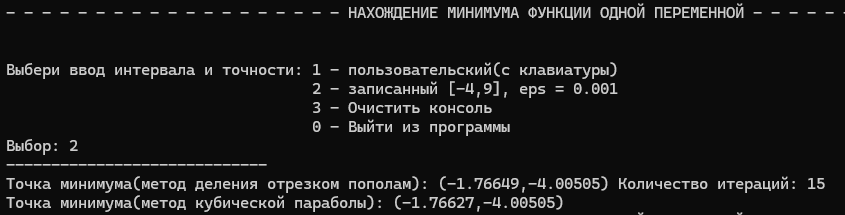 - - - - - - - - - - - - - - - - - - - НАХОЖДЕНИЕ МИНИМУМА ФУНКЦИИ ОДНОЙ ПЕРЕМЕННОЙ - - - - - -
Выбери ввод интервала и точности: 1 - пользовательский(с клавиатуры)
2 - записанный [-4,9], eps = 0.001
3 - Очистить консоль
0 - Выйти из программы
Выбор: 2
-----------------------------
Точка минимума(метод деления отрезком пополам): (-1.76649,-4.00505) Количество итераций: 15
Точка минимума(метод кубической параболы): (-1.76627,-4.00505)